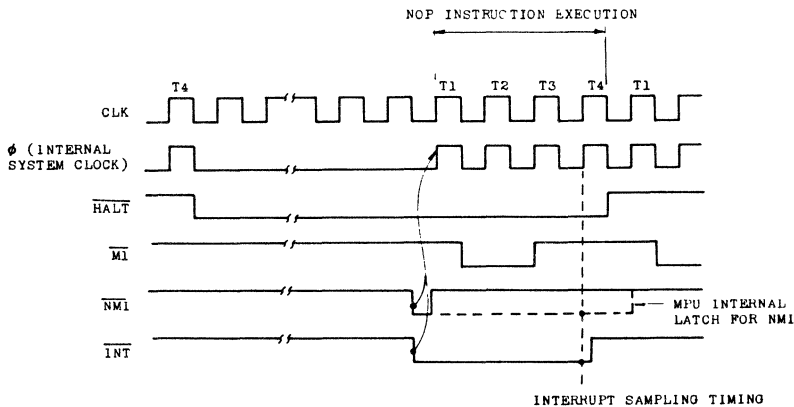 NOP INSTRUCTION EXECUTION
T4 T1 T2 T3 T4 T1
CLK
ϕ (INTERNAL
SYSTEM CLOCK)
HALT
M1
NMI
MPU INTERNAL
LATCH FOR NMI
INT
INTERRUPT SAMPLING TIMING